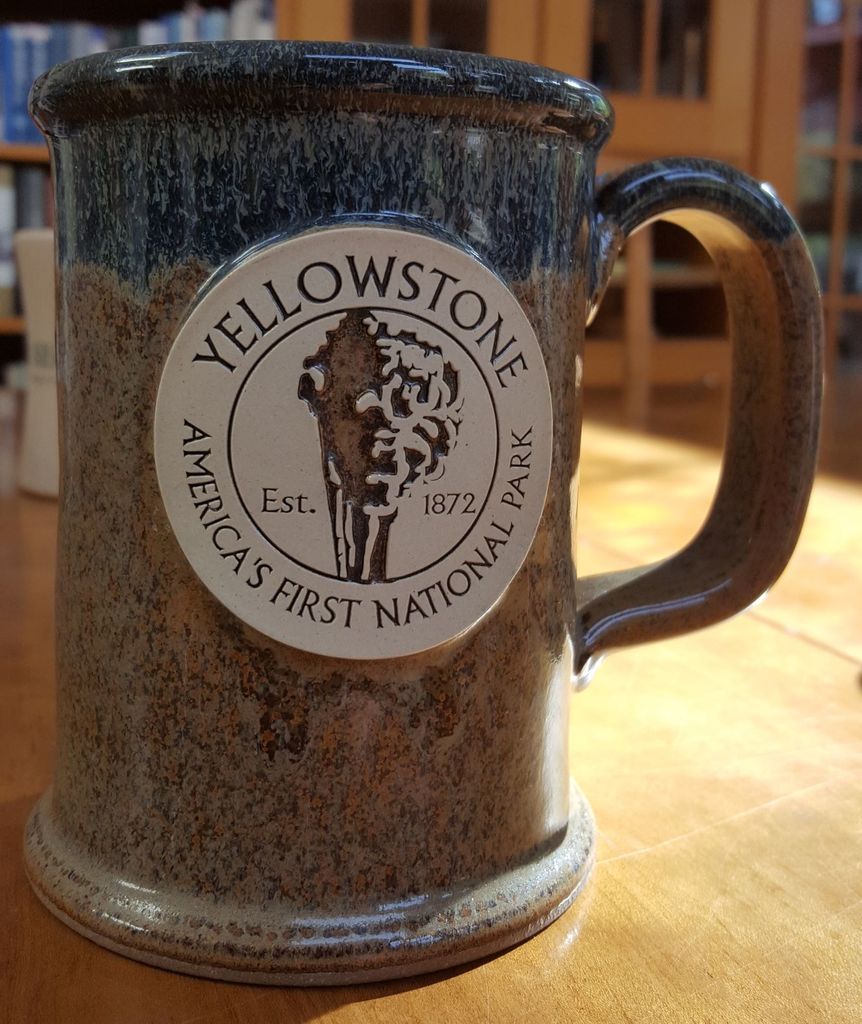 YELLOWSTONE
Est. 1872
AMERICA'S FIRST NATIONAL PARK